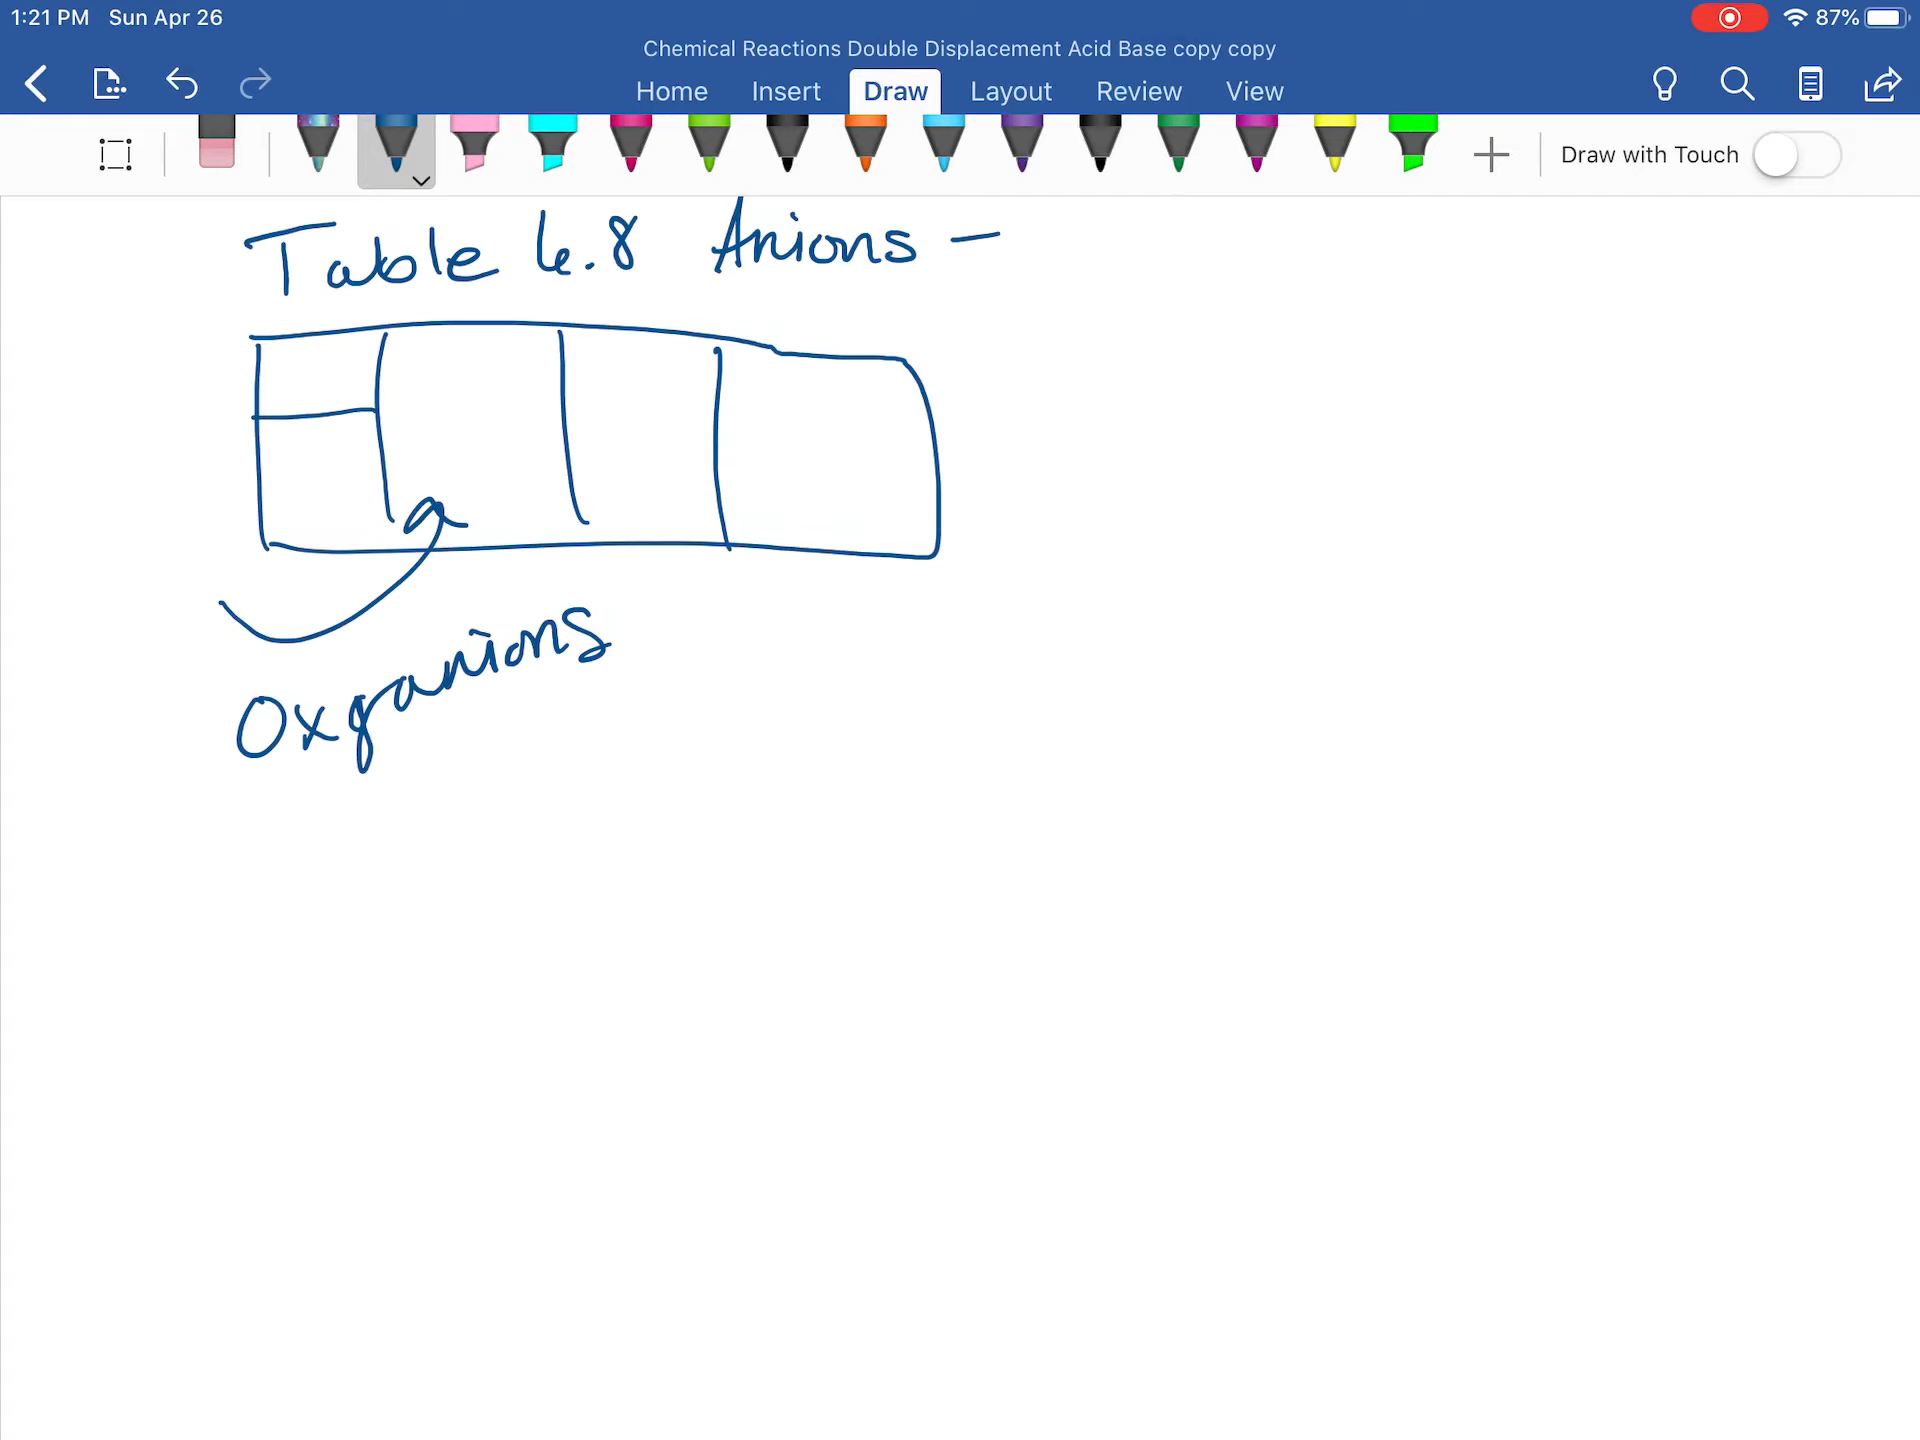 1:21 PM Sun Apr 26 87%
Chemical Reactions Double Displacement Acid Base copy copy
Home Insert Draw Layout Review View
Draw with Touch
Table 6.8 Anions -
Oxyanions